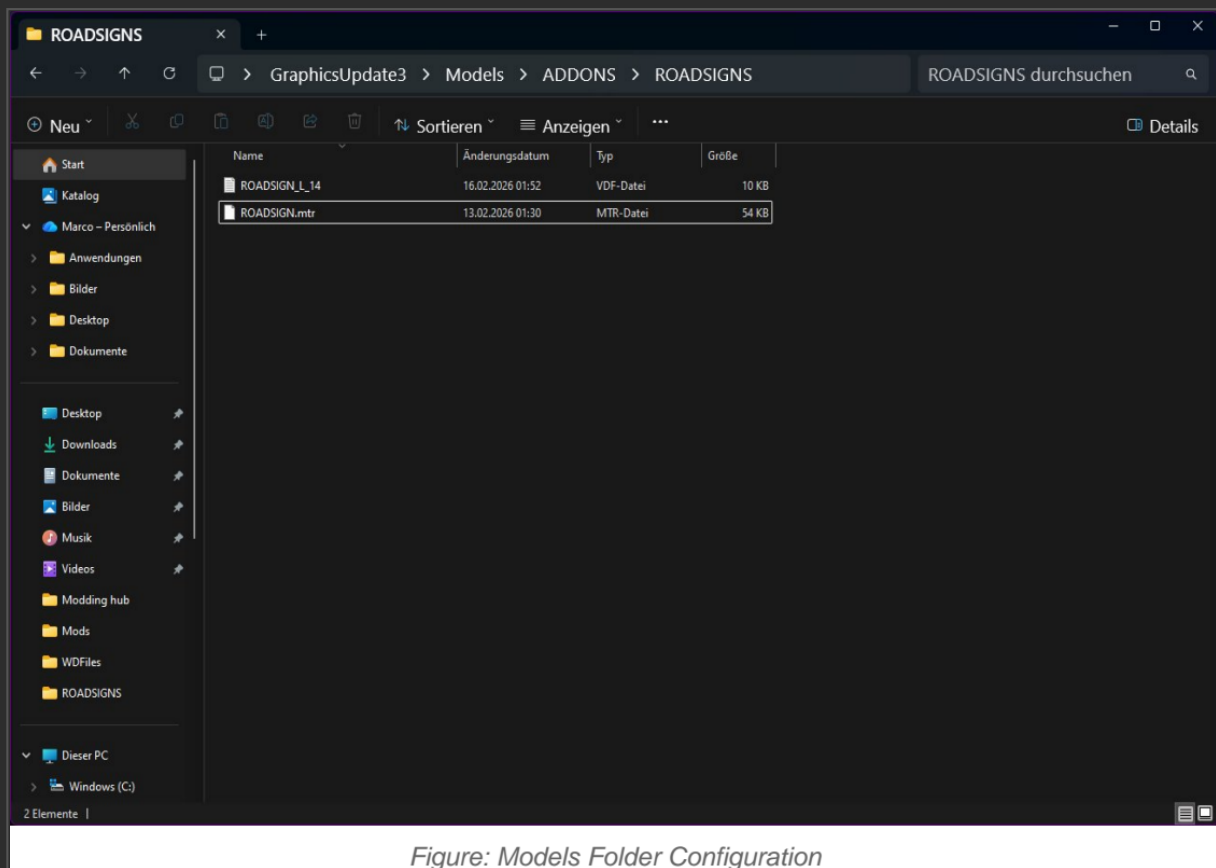 ROADSIGNS
GraphicsUpdate3 > Models > ADDONS > ROADSIGNS
ROADSIGNS durchsuchen
Neu
Sortieren
Anzeigen
Details
Start
Katalog
Marco – Persönlich
Anwendungen
Bilder
Desktop
Dokumente
Desktop
Downloads
Dokumente
Bilder
Musik
Videos
Modding hub
Mods
WDFiles
ROADSIGNS
Dieser PC
Windows (C:)
Name Änderungsdatum Typ Größe
ROADSIGN_L_14 16.02.2026 01:52 VDF-Datei 10 KB
ROADSIGN.mtr 13.02.2026 01:30 MTR-Datei 54 KB
2 Elemente
Figure: Models Folder Configuration